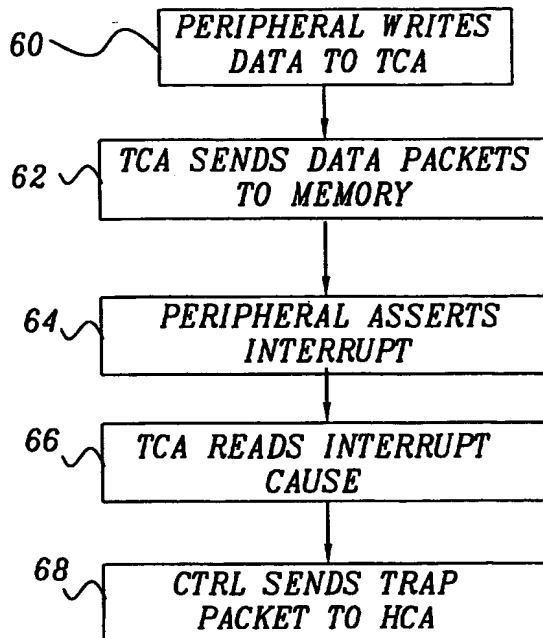 60
PERIPHERAL WRITES
DATA TO TCA
62
TCA SENDS DATA PACKETS
TO MEMORY
64
PERIPHERAL ASSERTS
INTERRUPT
66
TCA READS INTERRUPT
CAUSE
68
CTRL SENDS TRAP
PACKET TO HCA